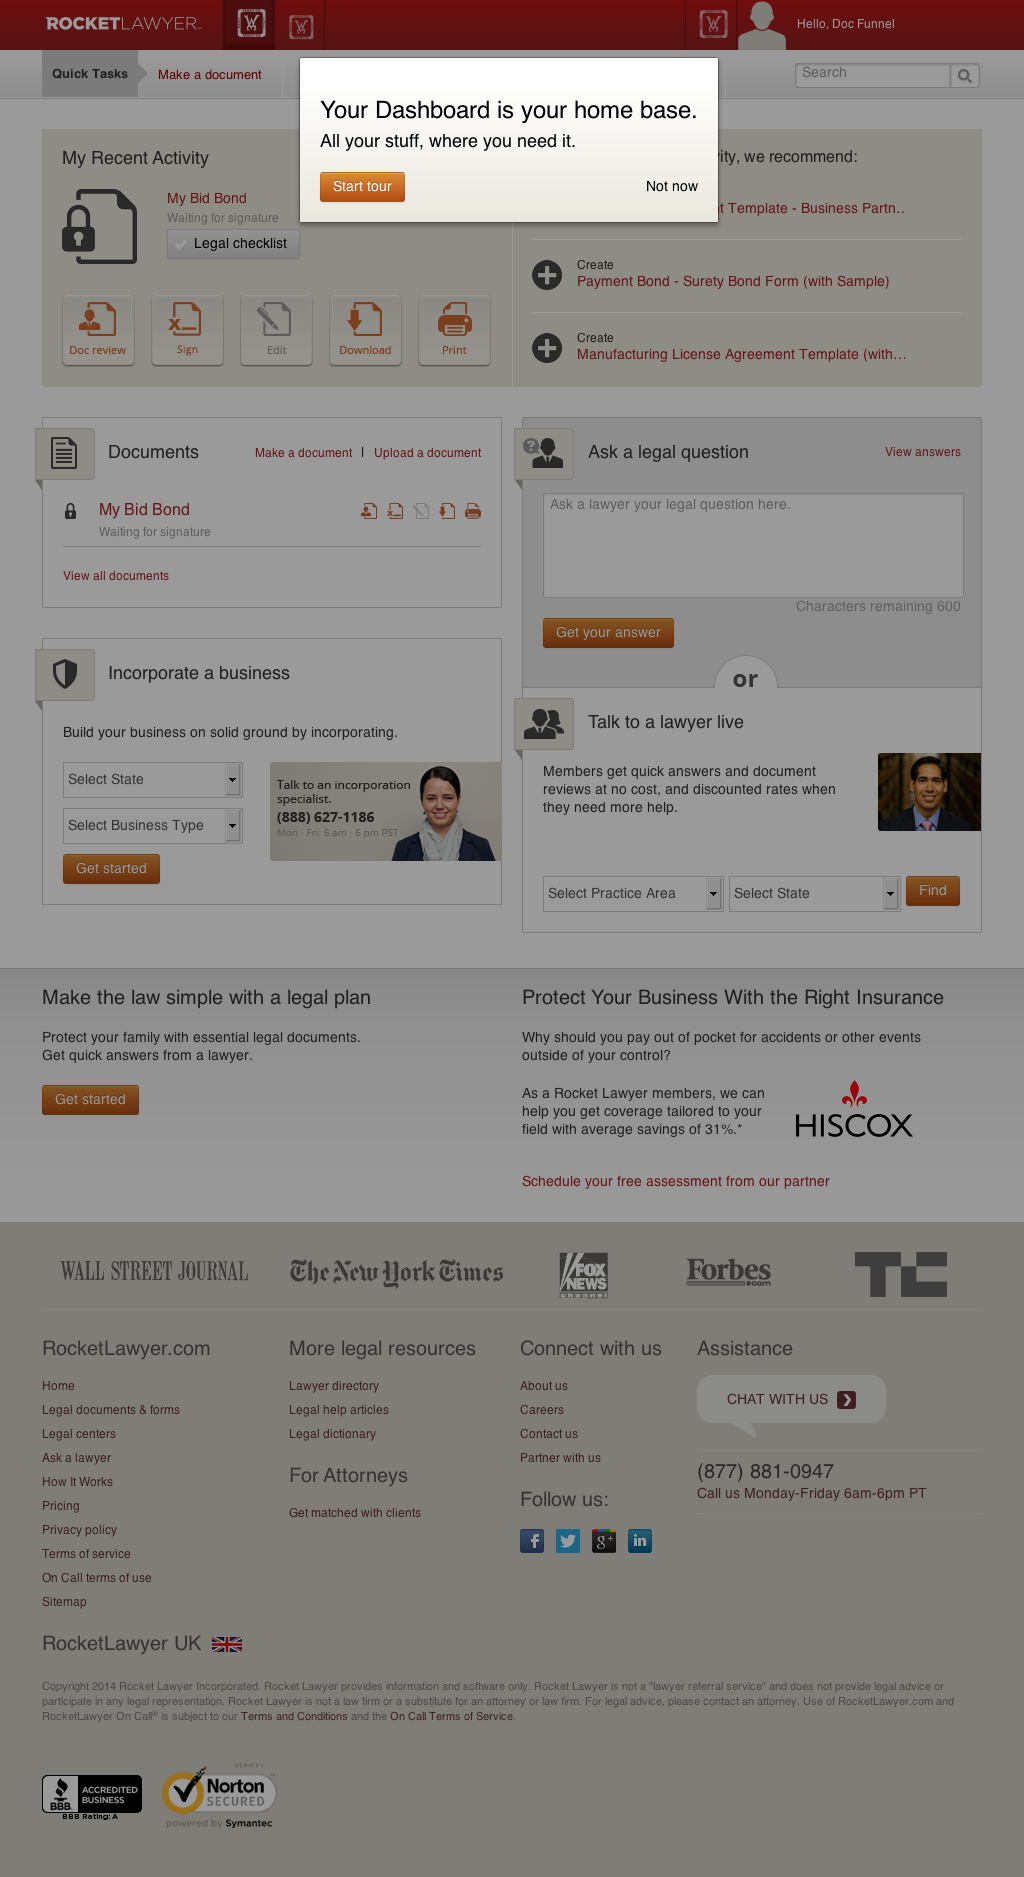 ROCKETLAWYER
Hello, Doc Funnel
Quick Tasks
Make a document
Search
Your Dashboard is your home base.
All your stuff, where you need it.
Start tour
Not now
My Recent Activity
My Bid Bond
Waiting for signature
Legal checklist
Doc review
Sign
Edit
Download
Print
we recommend:
Template - Business Partn..
Create
Payment Bond - Surety Bond Form (with Sample)
Create
Manufacturing License Agreement Template (with...
Documents
Make a document | Upload a document
My Bid Bond
Waiting for signature
View all documents
Incorporate a business
Build your business on solid ground by incorporating.
Select State
Select Business Type
Get started
Talk to an incorporation
specialist.
(888) 627-1186
Mon - Fri: 6 am - 6 pm PST
Ask a legal question
View answers
Ask a lawyer your legal question here.
Characters remaining 600
Get your answer
or
Talk to a lawyer live
Members get quick answers and document
reviews at no cost, and discounted rates when
they need more help.
Select Practice Area
Select State
Find
Make the law simple with a legal plan
Protect your family with essential legal documents.
Get quick answers from a lawyer.
Get started
Protect Your Business With the Right Insurance
Why should you pay out of pocket for accidents or other events
outside of your control?
As a Rocket Lawyer members, we can
help you get coverage tailored to your
field with average savings of 31%.*
HISCOX
Schedule your free assessment from our partner
WALL STREET JOURNAL
The New York Times
FOX
NEWS
channel
Forbes
.com
TC
RocketLawyer.com
Home
Legal documents & forms
Legal centers
Ask a lawyer
How It Works
Pricing
Privacy policy
Terms of service
On Call terms of use
Sitemap
More legal resources
Lawyer directory
Legal help articles
Legal dictionary
For Attorneys
Get matched with clients
Connect with us
About us
Careers
Contact us
Partner with us
Follow us:
Assistance
CHAT WITH US
(877) 881-0947
Call us Monday-Friday 6am-6pm PT
RocketLawyer UK
Copyright 2014 Rocket Lawyer Incorporated. Rocket Lawyer provides information and software only. Rocket Lawyer is not a "lawyer referral service" and does not provide legal advice or
participate in any legal representation. Rocket Lawyer is not a law firm or a substitute for an attorney or law firm. For legal advice, please contact an attorney. Use of RocketLawyer.com and
RocketLawyer On Call® is subject to our Terms and Conditions and the On Call Terms of Service.
BBB
ACCREDITED
BUSINESS
BBB Rating: A
VERIFY
Norton
SECURED
powered by Symantec